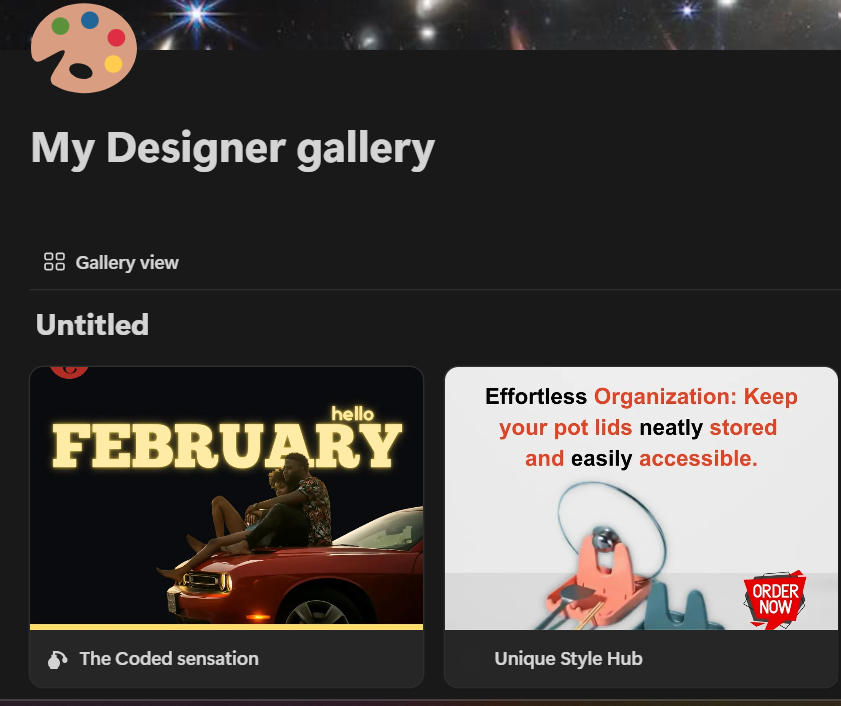 My Designer gallery
Gallery view
Untitled
hello
FEBRUARY
Effortless Organization: Keep
your pot lids neatly stored
and easily accessible.
ORDER
NOW
The Coded sensation
Unique Style Hub